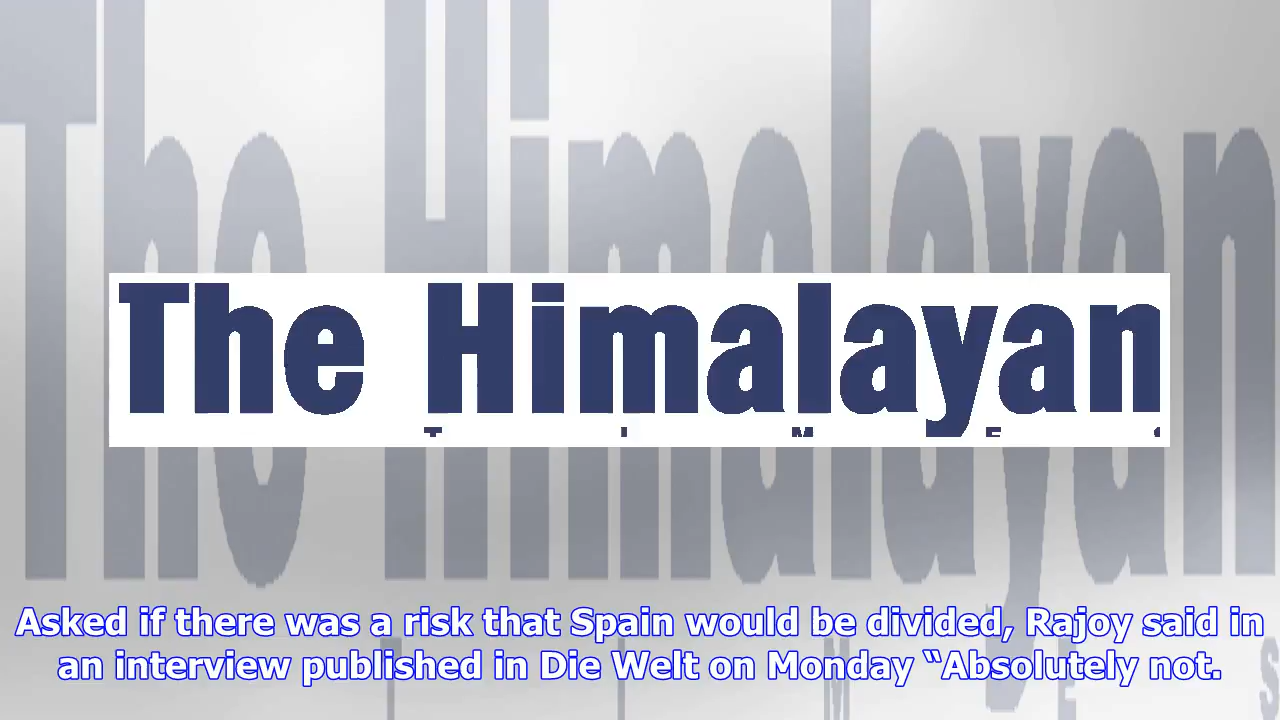 The Himalayan
T I M E S
Asked if there was a risk that Spain would be divided, Rajoy said in
an interview published in Die Welt on Monday “Absolutely not.